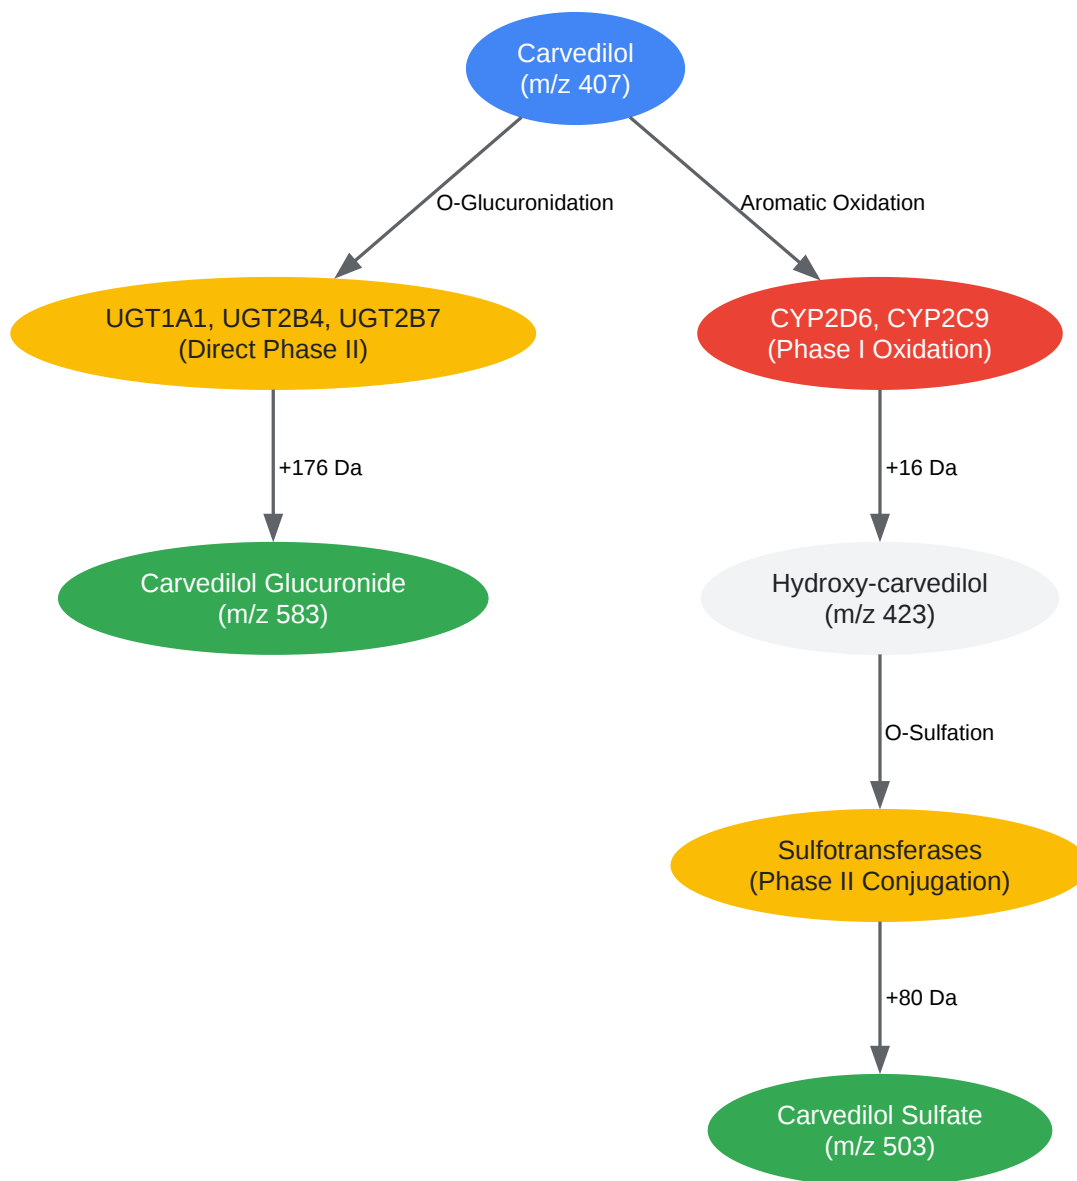 Carvedilol
(m/z 407)
O-Glucuronidation
Aromatic Oxidation
UGT1A1, UGT2B4, UGT2B7
(Direct Phase II)
CYP2D6, CYP2C9
(Phase I Oxidation)
+176 Da
+16 Da
Carvedilol Glucuronide
(m/z 583)
Hydroxy-carvedilol
(m/z 423)
O-Sulfation
Sulfotransferases
(Phase II Conjugation)
+80 Da
Carvedilol Sulfate
(m/z 503)